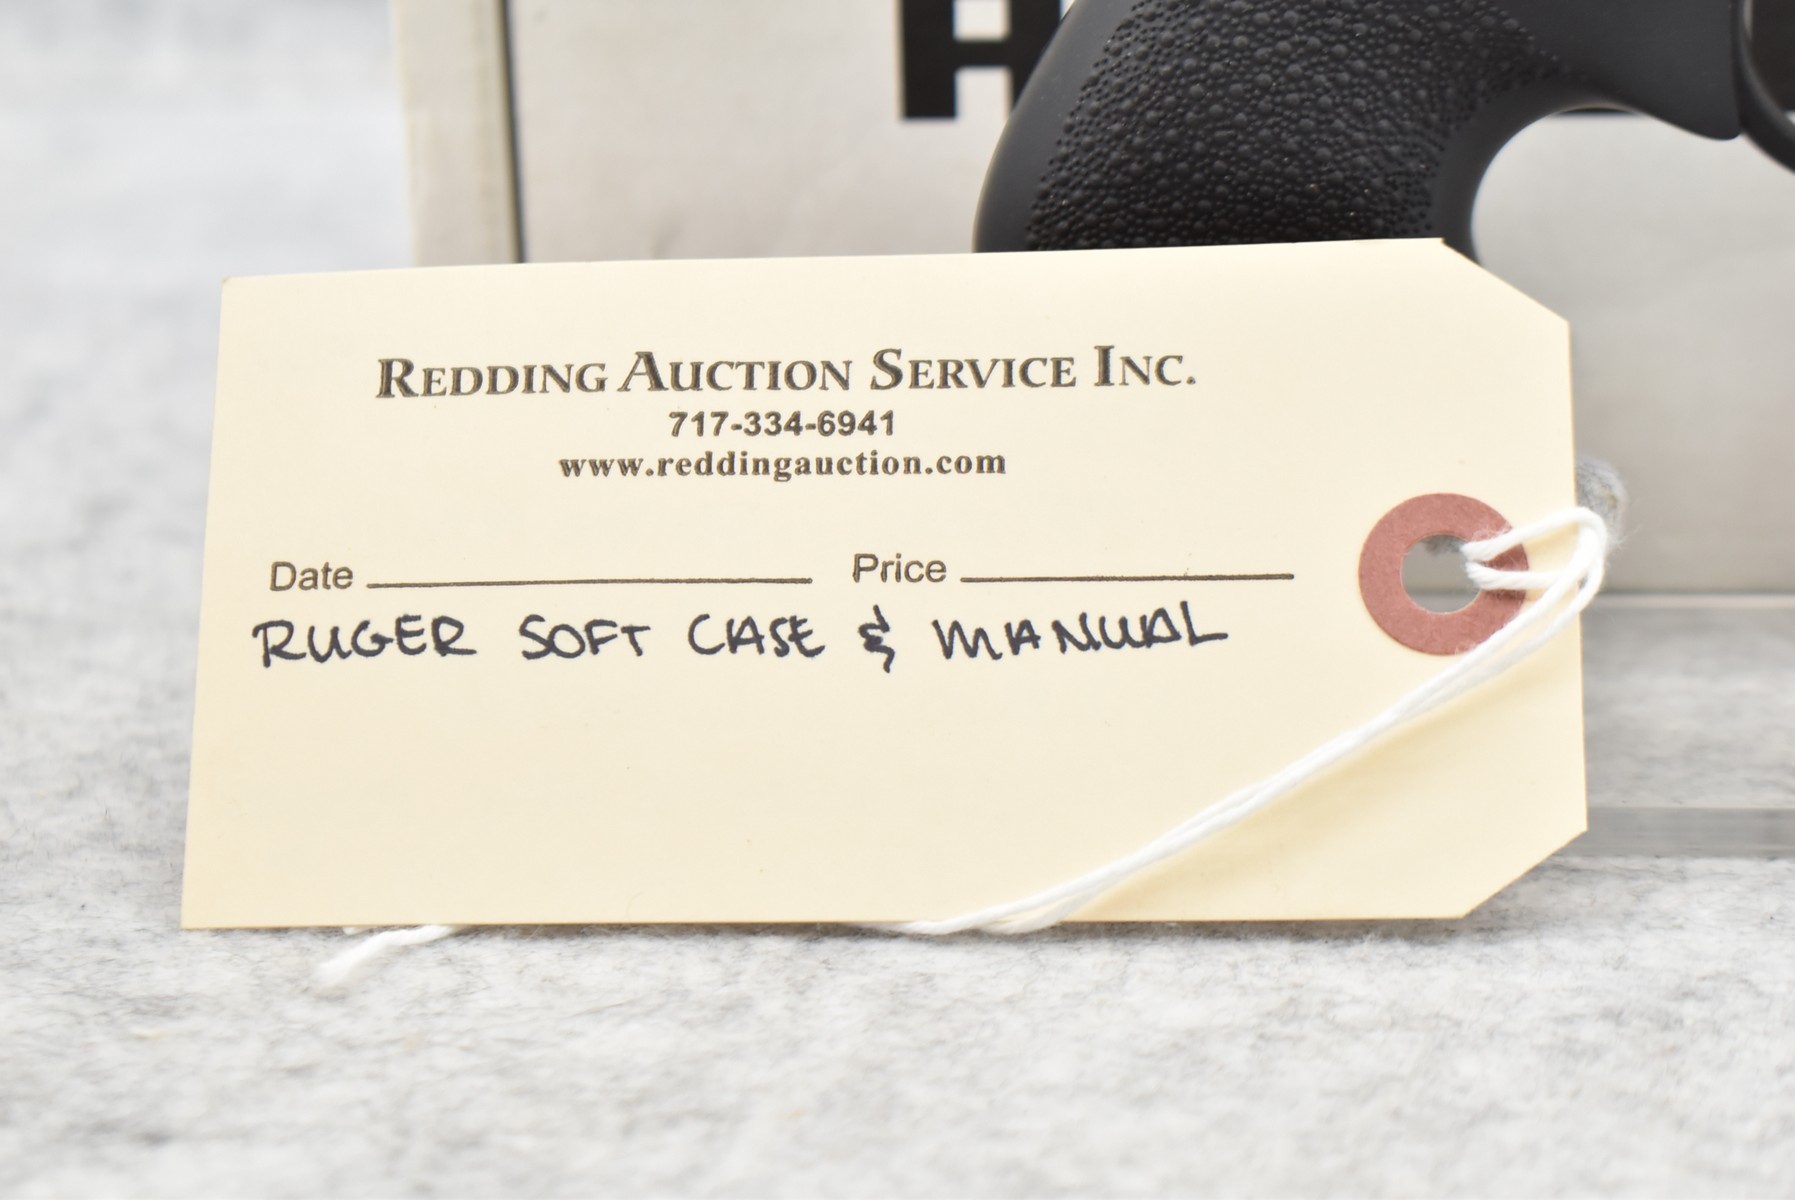 REDDING AUCTION SERVICE INC.
717-334-6941
www.reddingauction.com
Date Price
RUGER SOFT CASE & MANUAL